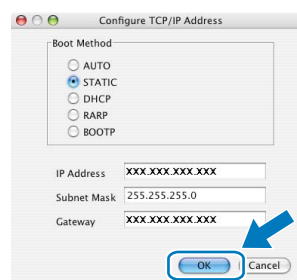 Configure TCP/IP Address
Boot Method
AUTO
STATIC
DHCP
RARP
BOOTP
IP Address XXX.XXX.XXX.XXX
Subnet Mask 255.255.255.0
Gateway XXX.XXX.XXX.XXX
OK Cancel